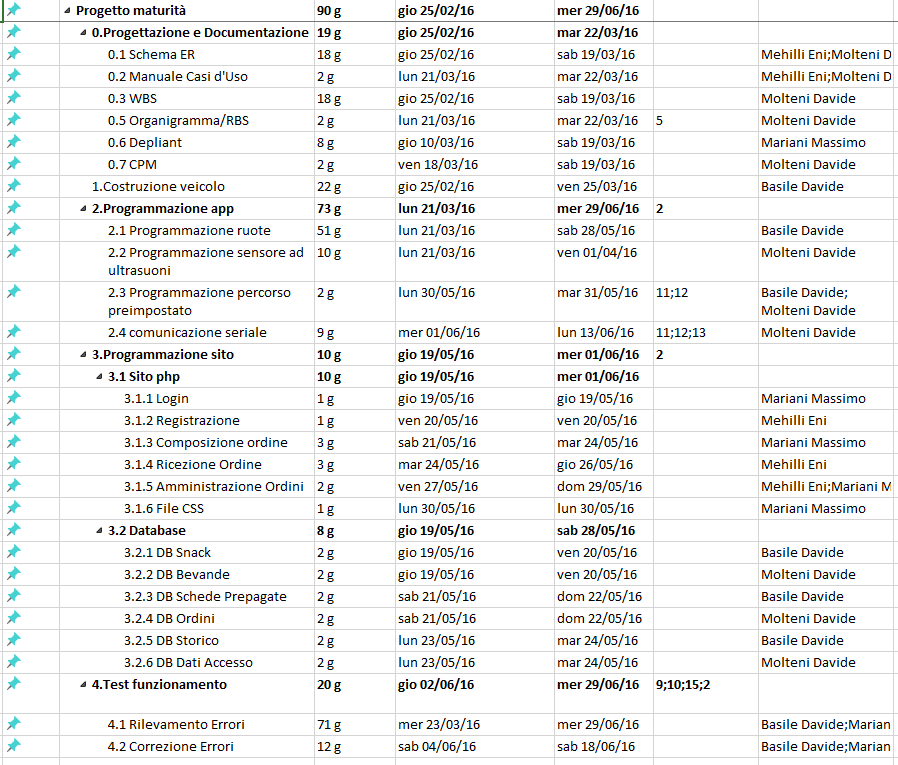 Progetto maturità 90 g gio 25/02/16 mer 29/06/16
0.Progettazione e Documentazione 19 g gio 25/02/16 mar 22/03/16
0.1 Schema ER 18 g gio 25/02/16 sab 19/03/16 Mehilli Eni;Molteni D
0.2 Manuale Casi d'Uso 2 g lun 21/03/16 mar 22/03/16 Mehilli Eni;Molteni D
0.3 WBS 18 g gio 25/02/16 sab 19/03/16 Molteni Davide
0.5 Organigramma/RBS 2 g lun 21/03/16 mar 22/03/16 5 Molteni Davide
0.6 Depliant 8 g gio 10/03/16 sab 19/03/16 Mariani Massimo
0.7 CPM 2 g ven 18/03/16 sab 19/03/16 Molteni Davide
1.Costruzione veicolo 22 g gio 25/02/16 ven 25/03/16 Basile Davide
2.Programmazione app 73 g lun 21/03/16 mer 29/06/16 2
2.1 Programmazione ruote 51 g lun 21/03/16 sab 28/05/16 Basile Davide
2.2 Programmazione sensore ad 10 g lun 21/03/16 ven 01/04/16 Molteni Davide
ultrasuoni
2.3 Programmazione percorso 2 g lun 30/05/16 mar 31/05/16 11;12 Basile Davide;
preimpostato Molteni Davide
2.4 comunicazione seriale 9 g mer 01/06/16 lun 13/06/16 11;12;13 Molteni Davide
3.Programmazione sito 10 g gio 19/05/16 mer 01/06/16 2
3.1 Sito php 10 g gio 19/05/16 mer 01/06/16
3.1.1 Login 1 g gio 19/05/16 gio 19/05/16 Mariani Massimo
3.1.2 Registrazione 1 g ven 20/05/16 ven 20/05/16 Mehilli Eni
3.1.3 Composizione ordine 3 g sab 21/05/16 mar 24/05/16 Mariani Massimo
3.1.4 Ricezione Ordine 3 g mar 24/05/16 gio 26/05/16 Mehilli Eni
3.1.5 Amministrazione Ordini 2 g ven 27/05/16 dom 29/05/16 Mehilli Eni;Mariani M
3.1.6 File CSS 1 g lun 30/05/16 lun 30/05/16 Mariani Massimo
3.2 Database 8 g gio 19/05/16 sab 28/05/16
3.2.1 DB Snack 2 g gio 19/05/16 ven 20/05/16 Basile Davide
3.2.2 DB Bevande 2 g gio 19/05/16 ven 20/05/16 Molteni Davide
3.2.3 DB Schede Prepagate 2 g sab 21/05/16 dom 22/05/16 Basile Davide
3.2.4 DB Ordini 2 g sab 21/05/16 dom 22/05/16 Molteni Davide
3.2.5 DB Storico 2 g lun 23/05/16 mar 24/05/16 Basile Davide
3.2.6 DB Dati Accesso 2 g lun 23/05/16 mar 24/05/16 Molteni Davide
4.Test funzionamento 20 g gio 02/06/16 mer 29/06/16 9;10;15;2
4.1 Rilevamento Errori 71 g mer 23/03/16 mer 29/06/16 Basile Davide;Marian
4.2 Correzione Errori 12 g sab 04/06/16 sab 18/06/16 Basile Davide;Marian